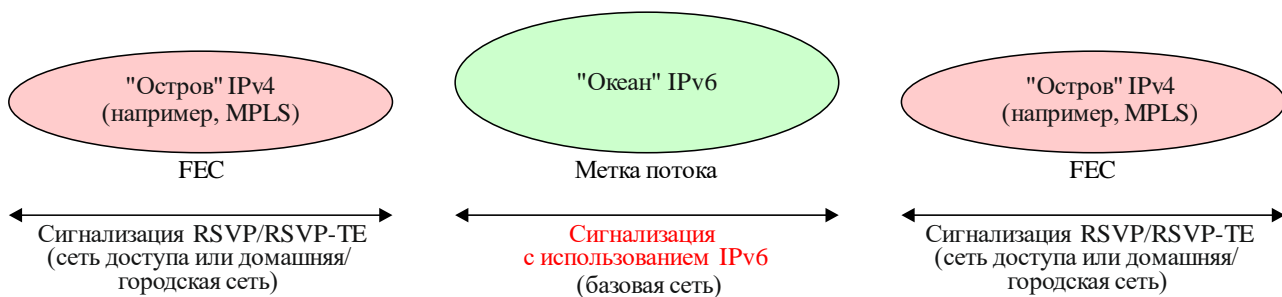 "Остров" IPv4
(например, MPLS)
FEC
Сигнализация RSVP/RSVP-TE
(сеть доступа или домашняя/
городская сеть)
"Океан" IPv6
Метка потока
Сигнализация
с использованием IPv6
(базовая сеть)
"Остров" IPv4
(например, MPLS)
FEC
Сигнализация RSVP/RSVP-TE
(сеть доступа или домашняя/
городская сеть)